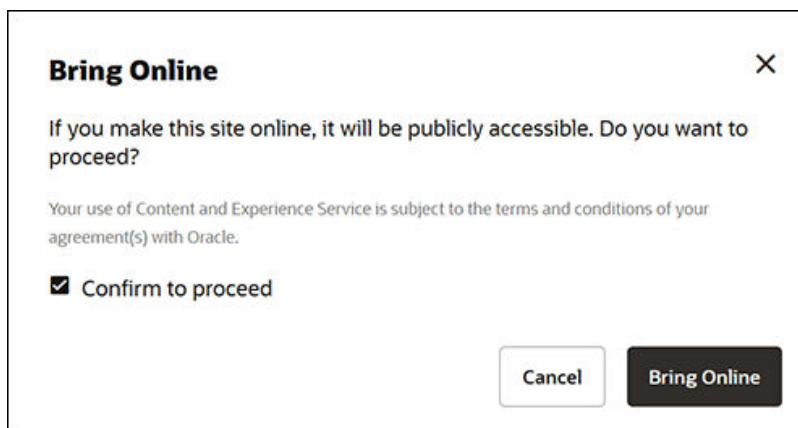 Bring Online
If you make this site online, it will be publicly accessible. Do you want to
proceed?
Your use of Content and Experience Service is subject to the terms and conditions of your
agreement(s) with Oracle.
Confirm to proceed
Cancel
Bring Online